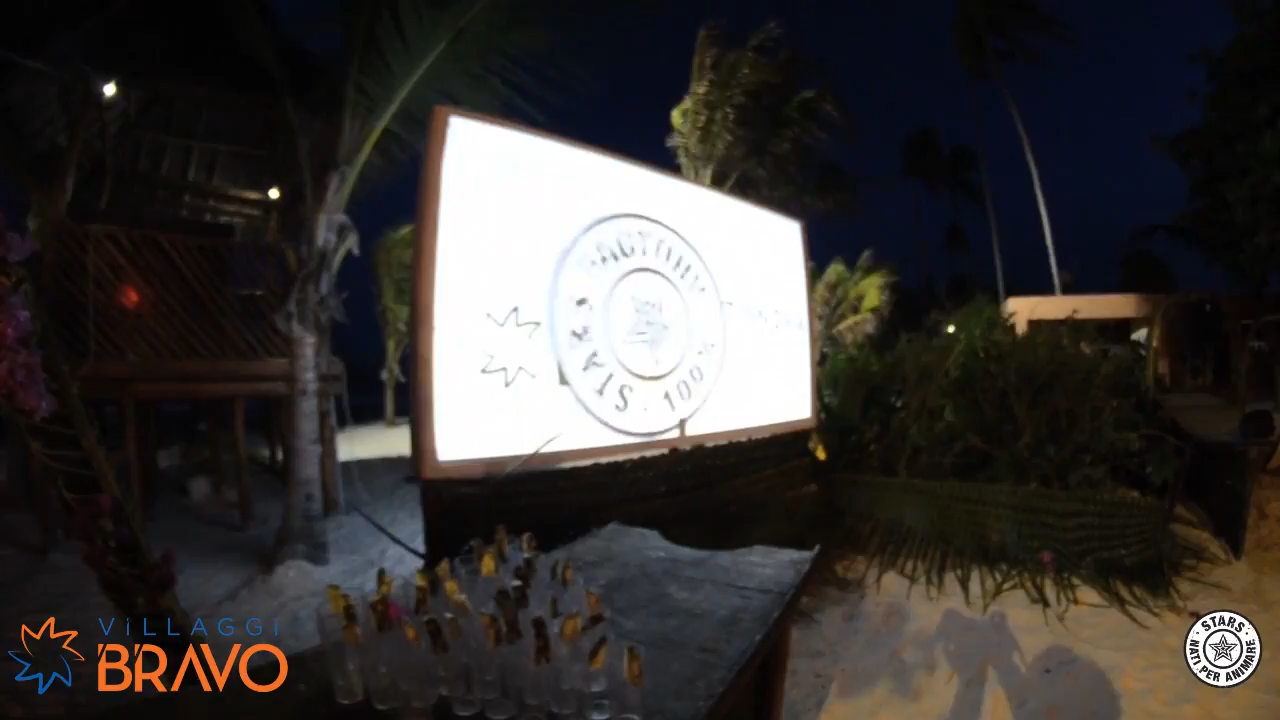 STARS FACTORY
100%
VILLAGGI
BRAVO
STARS
NATI PER ANIMARE